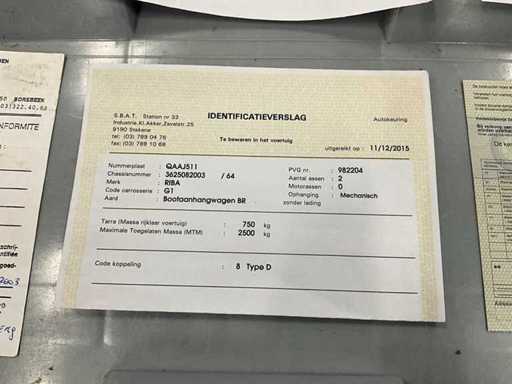 S.B.A.T. Station nr 33
Industrie.Kl.Akker,Zavelstr.25
9190 Stekene
tel: (03) 789 04 76
fax: (03) 789 10 68
IDENTIFICATIEVERSLAG
Autokeuring
Te bewaren in het voertuig
uitgereikt op : 11/12/2015
Nummerplaat : QAAJ511
Chassisnummer : 3625082003 / 64
Merk : RIBA
Code carrosserie : G1
Aard : Bootaanhangwagen BR
PVG nr. : 982204
Aantal assen : 2
Motorassen : 0
Ophanging : Mechanisch
zonder lading
Tarra (Massa rijklaar voertuig) : 750 kg
Maximale Toegelaten Massa (MTM) : 2500 kg
Code koppeling : 8 Type D
BORSBEEK
NFORMITE